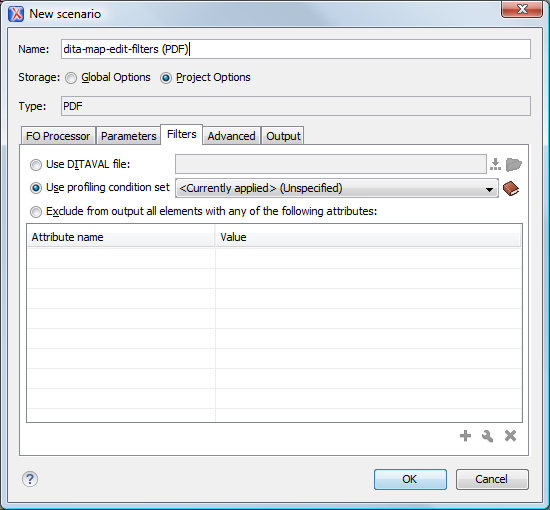 New scenario
Name: dita-map-edit-filters (PDF)
Storage: Global Options Project Options
Type: PDF
FO Processor Parameters Filters Advanced Output
Use DITAVAL file:
Use profiling condition set <Currently applied> (Unspecified)
Exclude from output all elements with any of the following attributes:
Attribute name Value
? OK Cancel